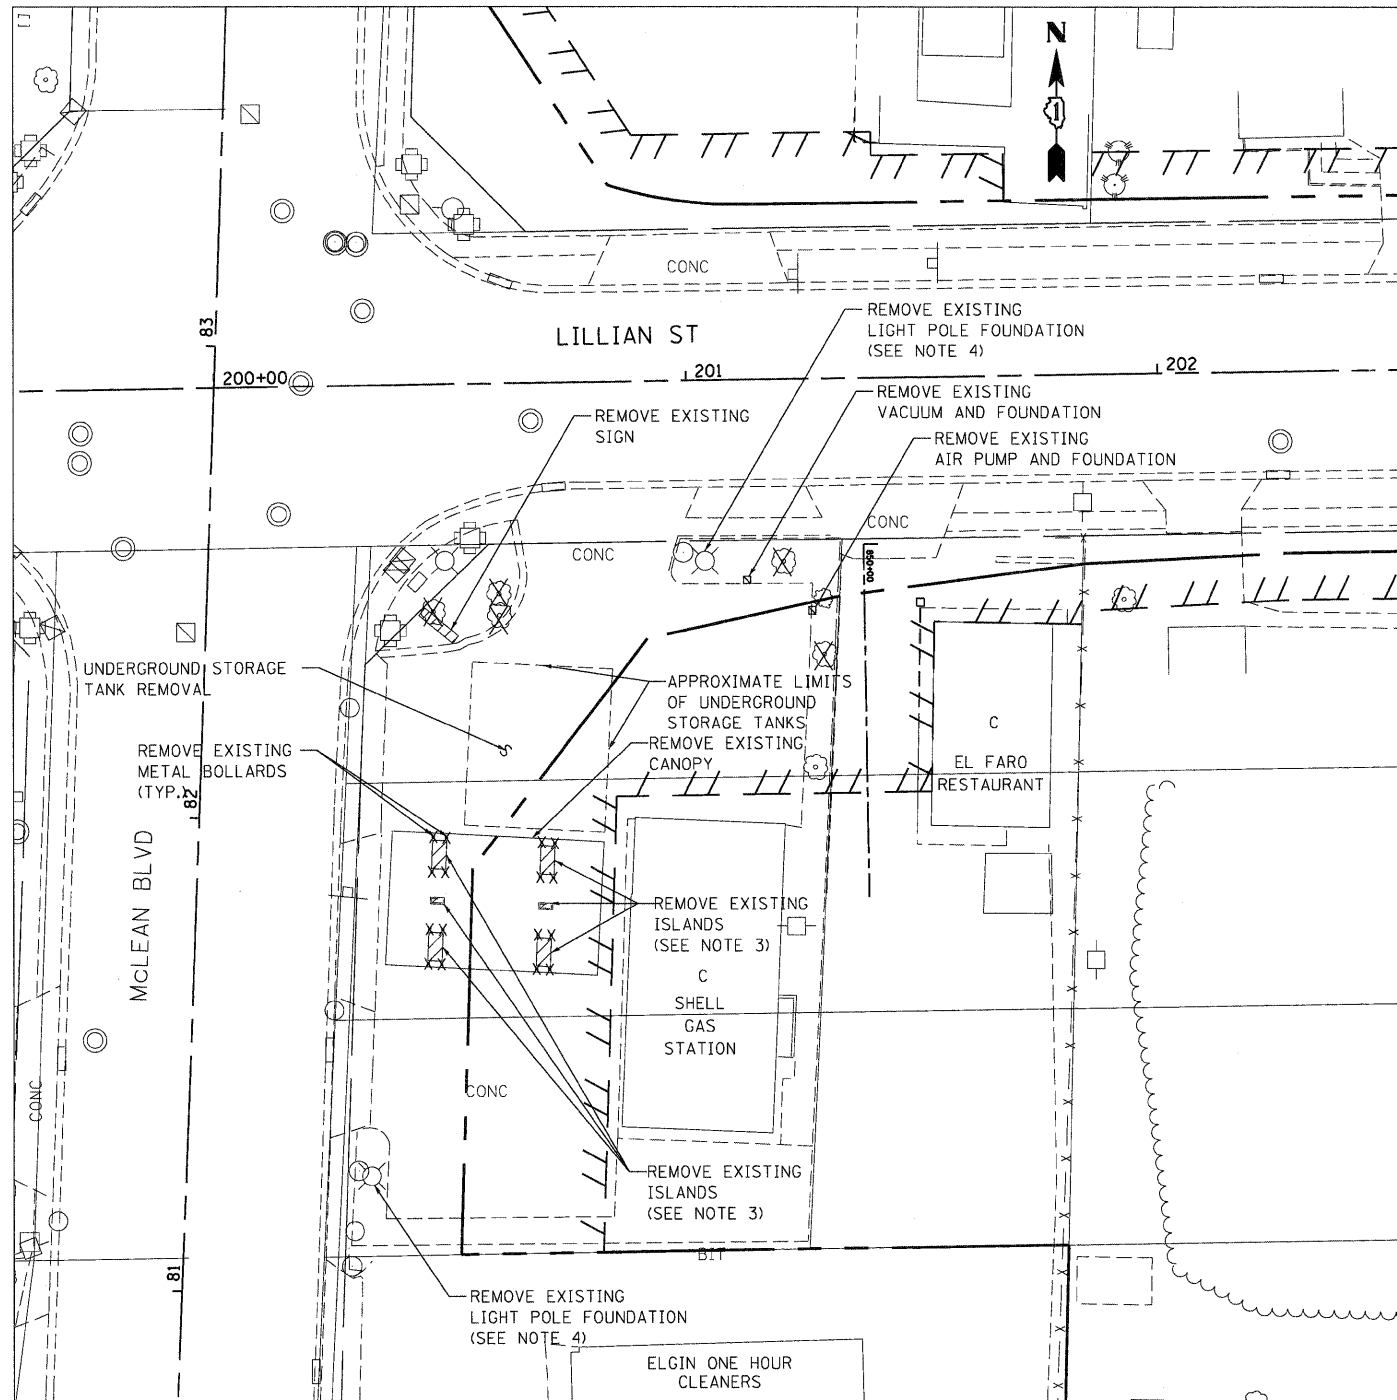 N
1
CONC
83
REMOVE EXISTING
LIGHT POLE FOUNDATION
(SEE NOTE 4)
LILLIAN ST
200+00
201
202
REMOVE EXISTING
VACUUM AND FOUNDATION
REMOVE EXISTING
SIGN
REMOVE EXISTING
AIR PUMP AND FOUNDATION
CONC
CONC
850+00
UNDERGROUND STORAGE
TANK REMOVAL
S
APPROXIMATE LIMITS
OF UNDERGROUND
STORAGE TANKS
REMOVE EXISTING
CANOPY
REMOVE EXISTING
METAL BOLLARDS
(TYP.)
82
C
EL FARO
RESTAURANT
McLEAN BLVD
REMOVE EXISTING
ISLANDS
(SEE NOTE 3)
C
SHELL
GAS
STATION
CONC
CONC
REMOVE EXISTING
ISLANDS
(SEE NOTE 3)
BIT
81
REMOVE EXISTING
LIGHT POLE FOUNDATION
(SEE NOTE 4)
ELGIN ONE HOUR
CLEANERS